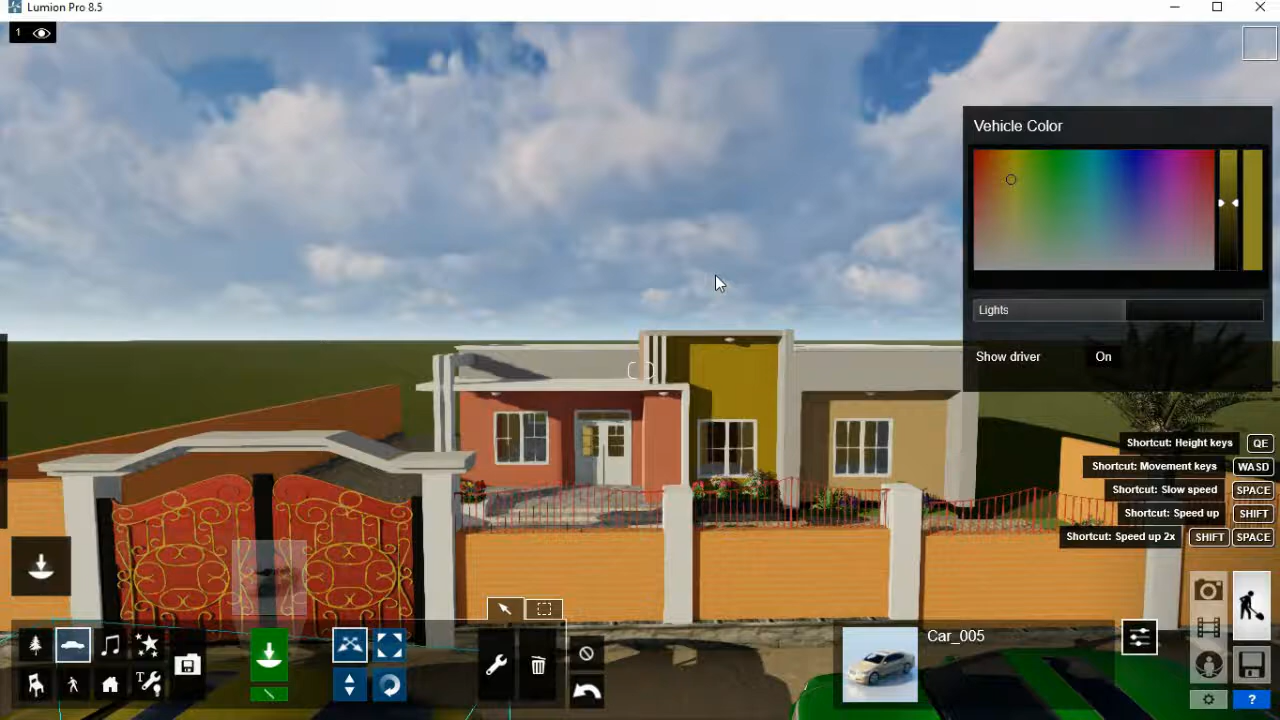 Lumion Pro 8.5
1
Vehicle Color
Lights
Show driver On
Shortcut: Height keys QE
Shortcut: Movement keys WASD
Shortcut: Slow speed SPACE
Shortcut: Speed up SHIFT
Shortcut: Speed up 2x SHIFT SPACE
Car_005
T
?